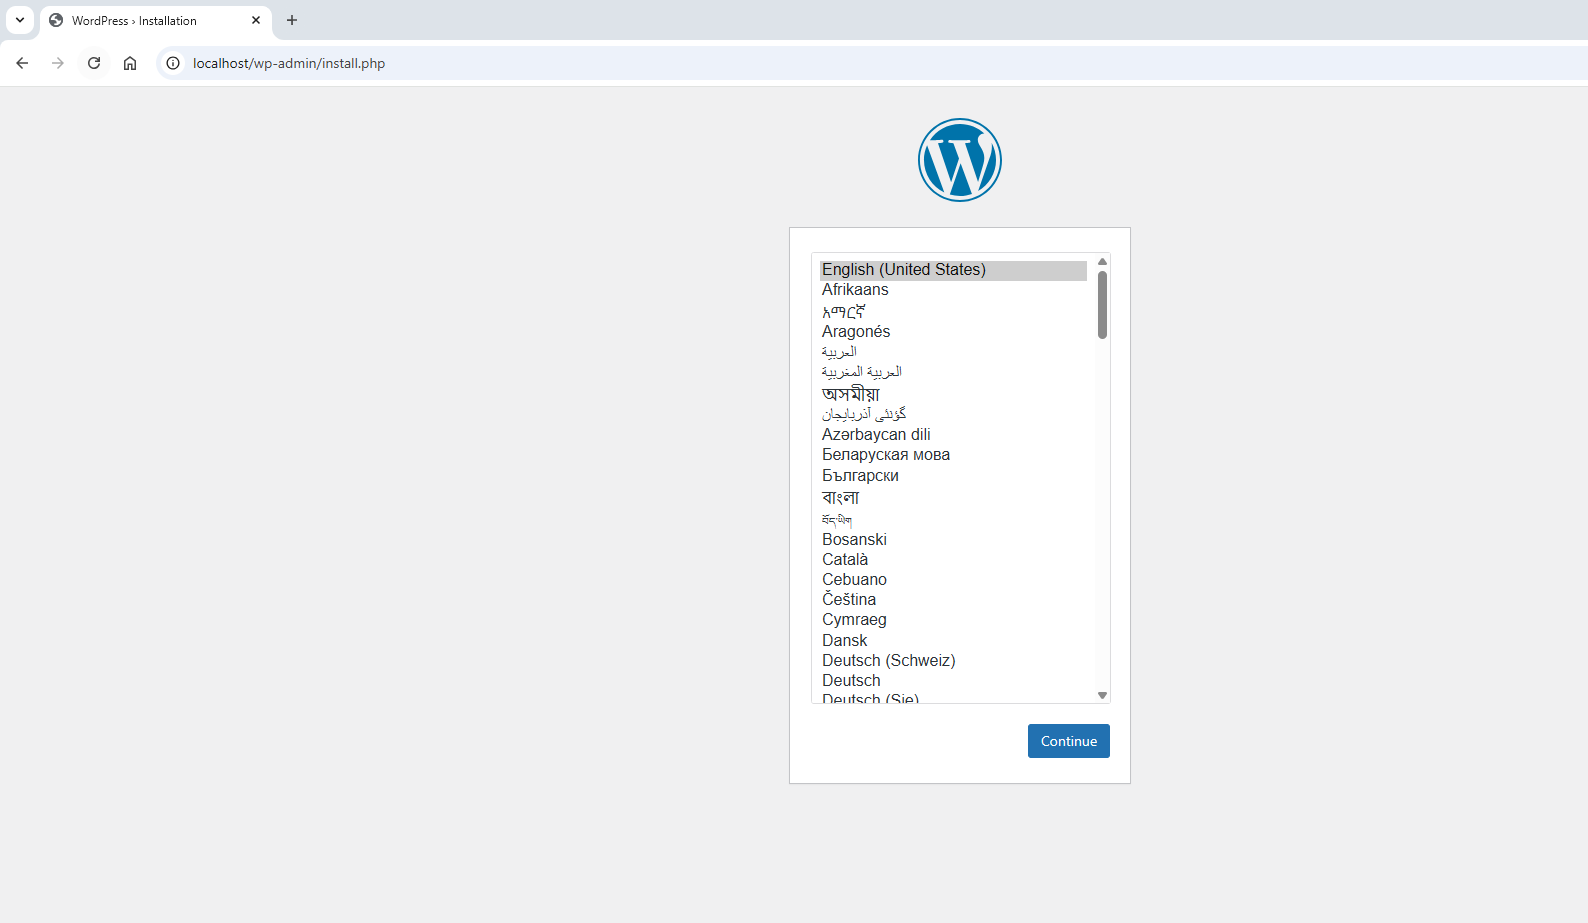 WordPress › Installation
localhost/wp-admin/install.php
English (United States)
Afrikaans
አማርኛ
Aragonés
العربية
العربية المغربية
অসমীয়া
گؤنئی آذربایجان
Azərbaycan dili
Беларуская мова
Български
বাংলা
བོད་ཡིག
Bosanski
Català
Cebuano
Čeština
Cymraeg
Dansk
Deutsch (Schweiz)
Deutsch
Deutsch (Sie)
Continue